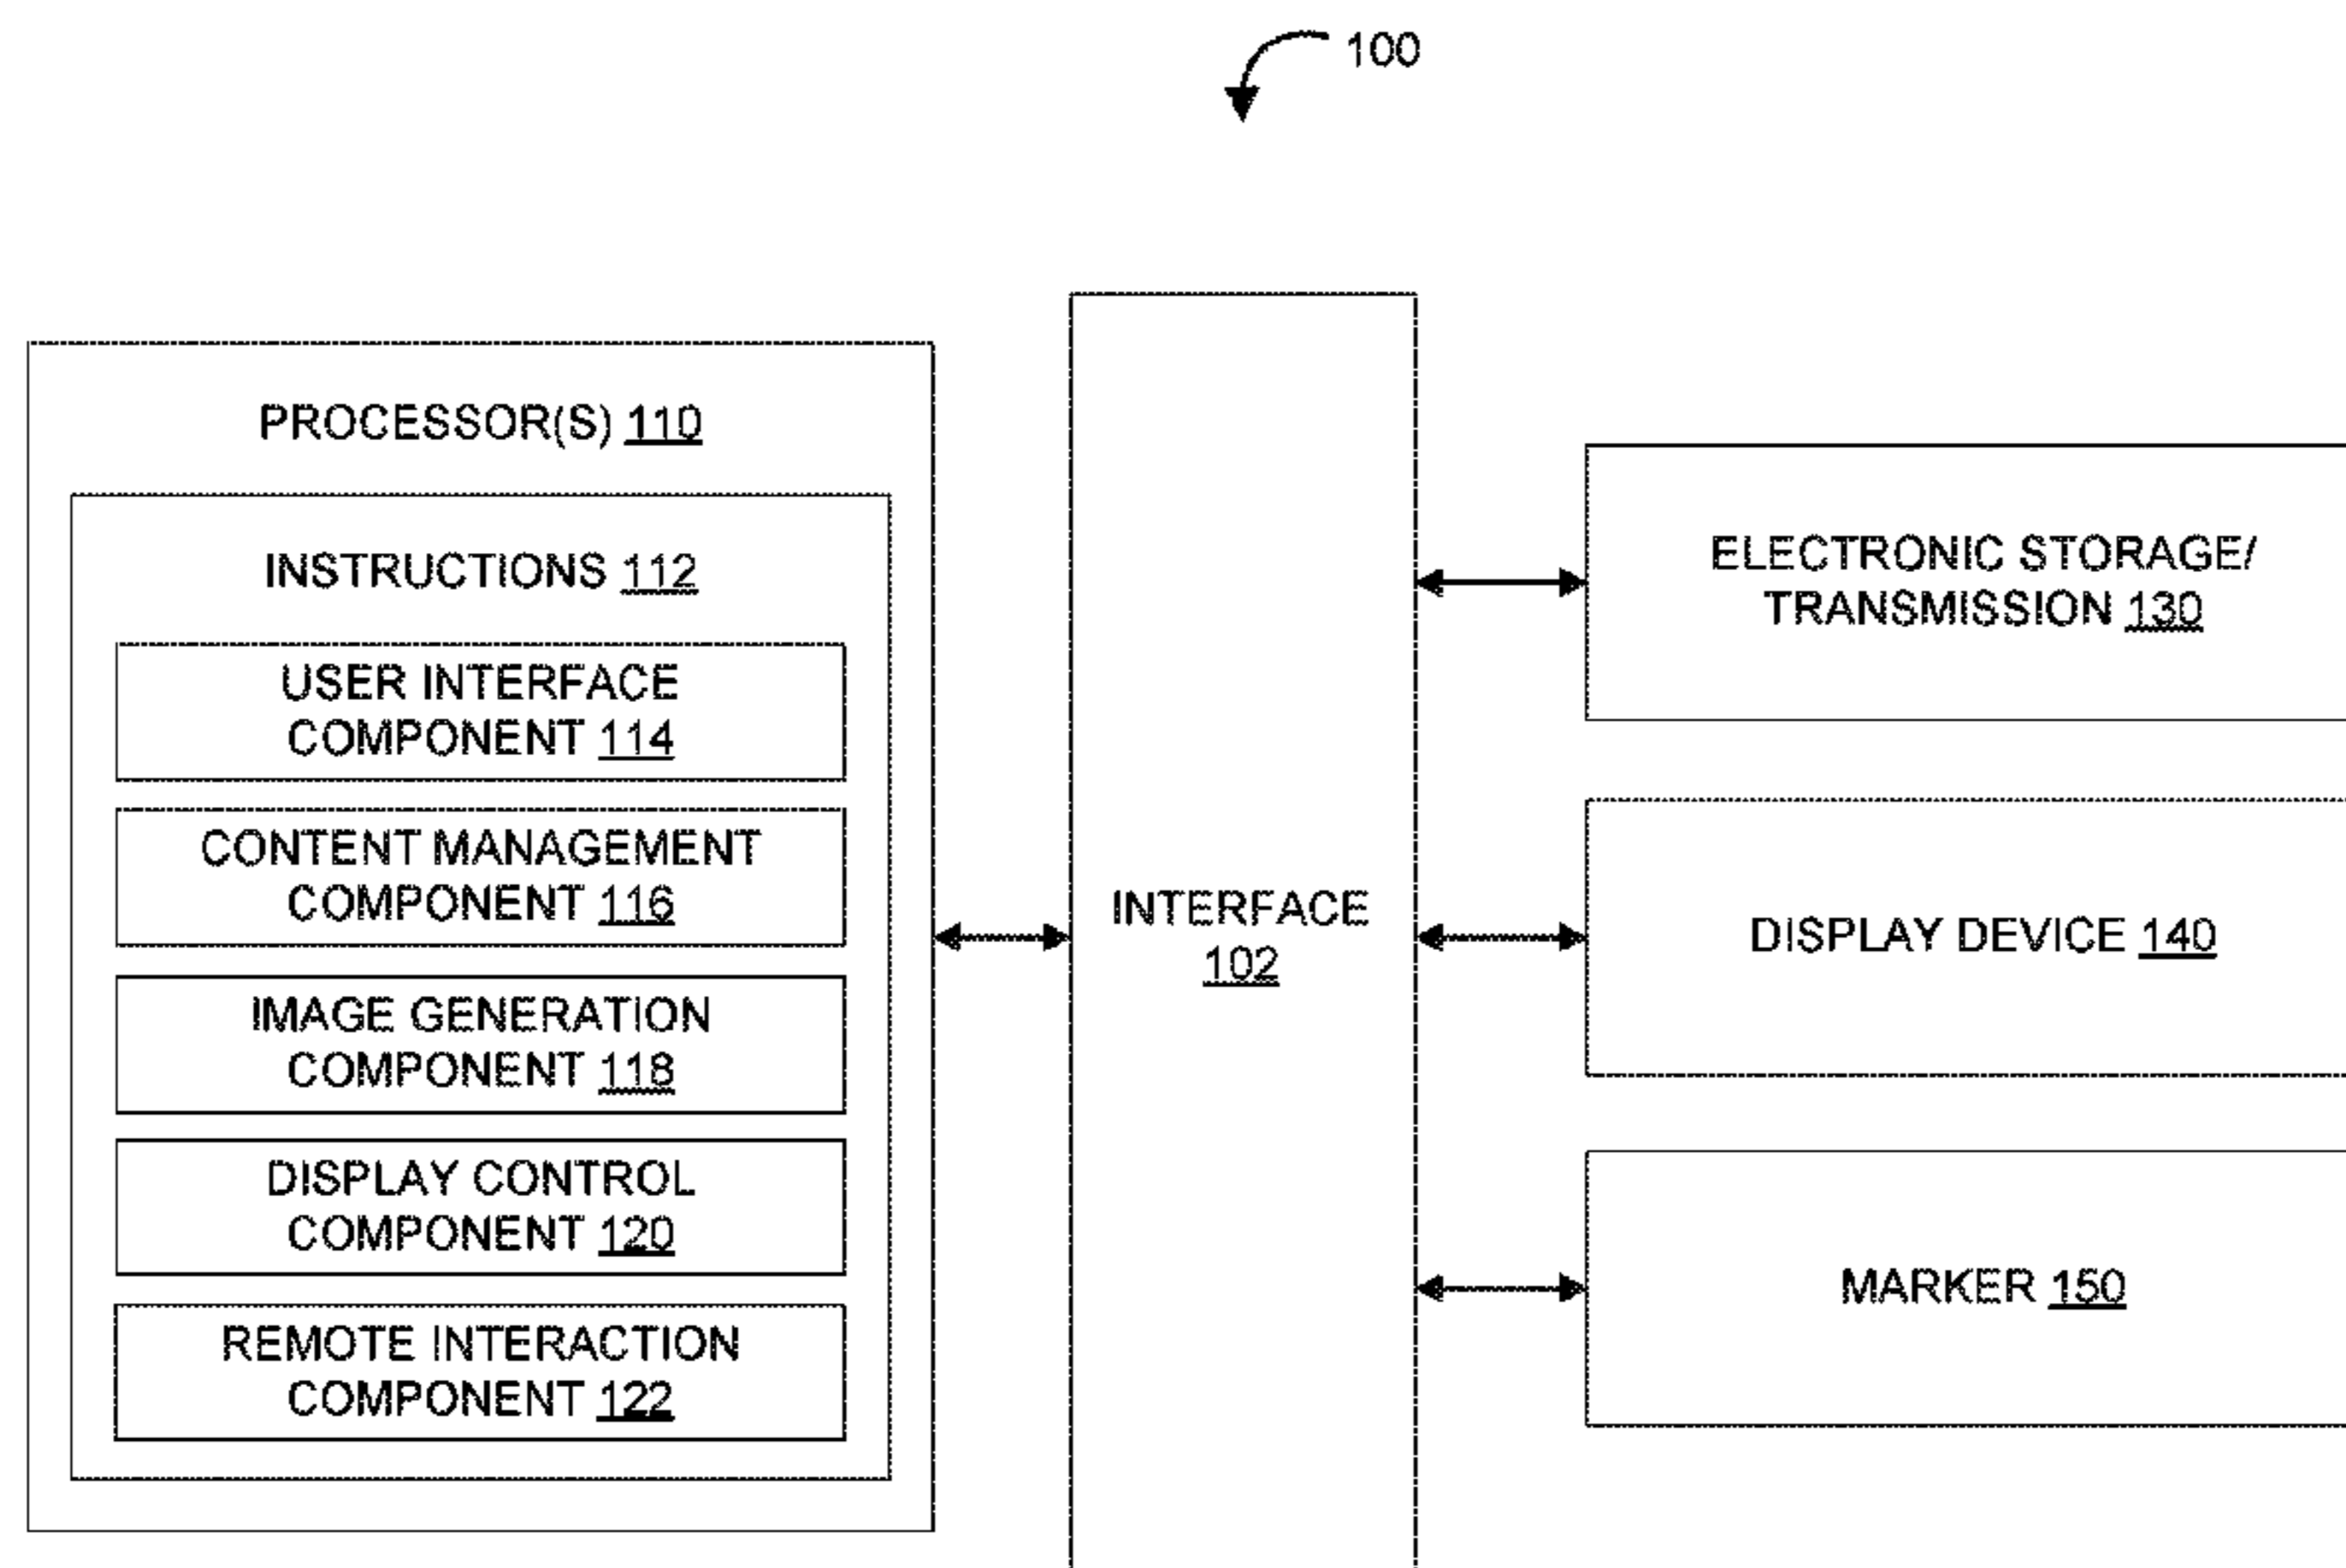 100
PROCESSOR(S) 110
INSTRUCTIONS 112
USER INTERFACE
COMPONENT 114
CONTENT MANAGEMENT
COMPONENT 116
IMAGE GENERATION
COMPONENT 118
DISPLAY CONTROL
COMPONENT 120
REMOTE INTERACTION
COMPONENT 122
INTERFACE
102
ELECTRONIC STORAGE/
TRANSMISSION 130
DISPLAY DEVICE 140
MARKER 150